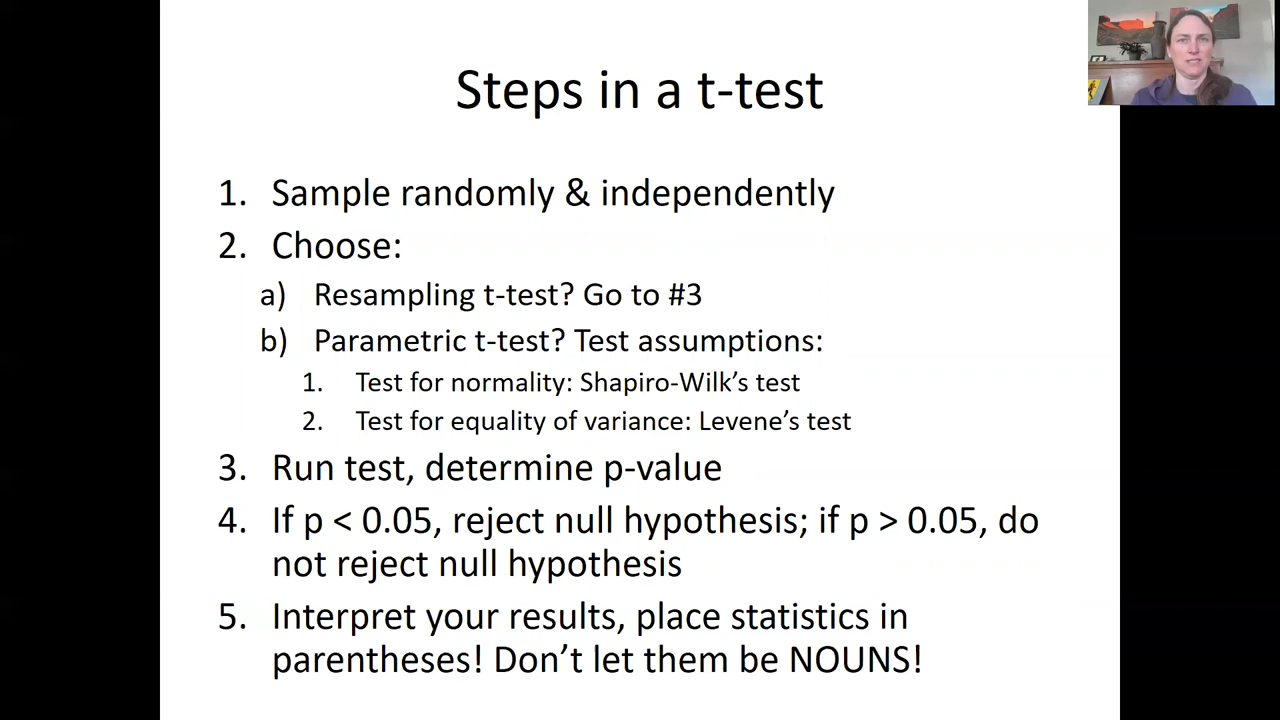 Steps in a t-test
1. Sample randomly & independently
2. Choose:
a) Resampling t-test? Go to #3
b) Parametric t-test? Test assumptions:
1. Test for normality: Shapiro-Wilk’s test
2. Test for equality of variance: Levene’s test
3. Run test, determine p-value
4. If p < 0.05, reject null hypothesis; if p > 0.05, do
not reject null hypothesis
5. Interpret your results, place statistics in
parentheses! Don’t let them be NOUNS!